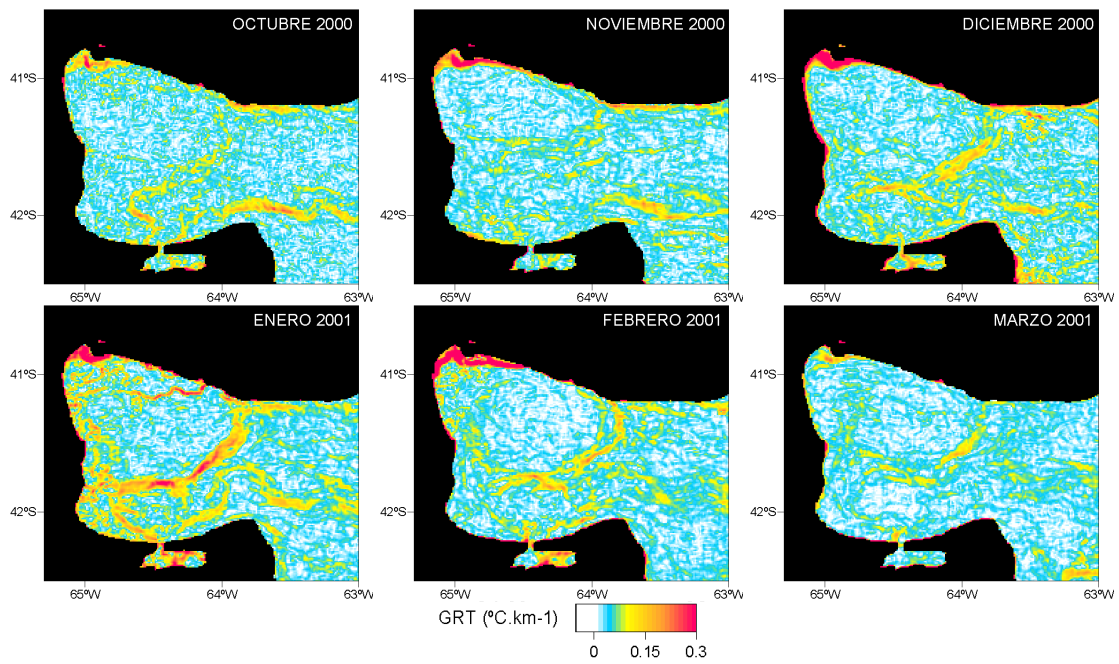 OCTUBRE 2000
NOVIEMBRE 2000
DICIEMBRE 2000
41ºS
41ºS
41ºS
42ºS
42ºS
42ºS
65ºW 64ºW 63ºW
65ºW 64ºW 63ºW
65ºW 64ºW 63ºW
ENERO 2001
FEBRERO 2001
MARZO 2001
41ºS
41ºS
41ºS
42ºS
42ºS
42ºS
65ºW 64ºW 63ºW
65ºW 64ºW 63ºW
65ºW 64ºW 63ºW
GRT (ºC.km-1)
0 0.15 0.3